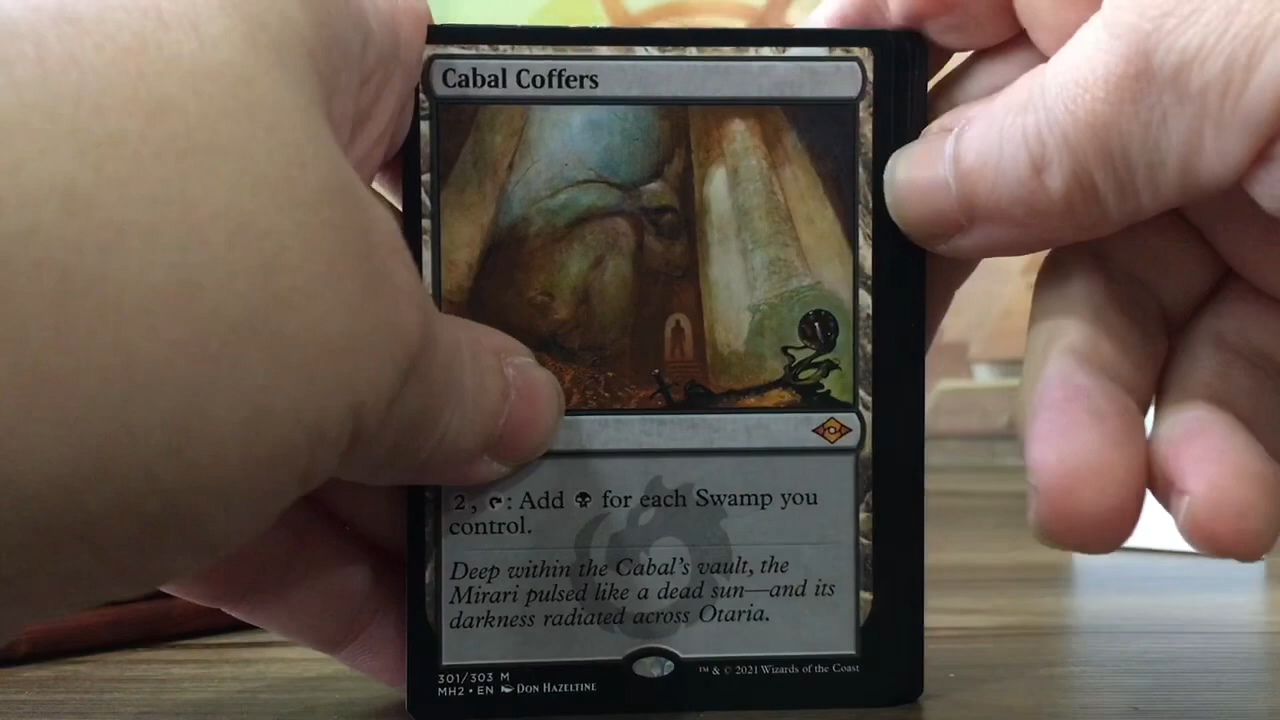 Cabal Coffers
2, : Add for each Swamp you
control.
Deep within the Cabal's vault, the
Mirari pulsed like a dead sun—and its
darkness radiated across Otaria.
301/303 M
MH2 • EN DON HAZELTINE
™ & © 2021 Wizards of the Coast